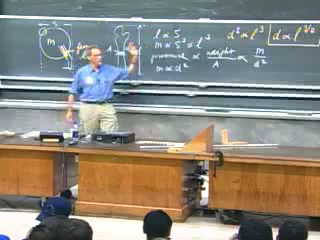 S
m
A
l ∝ S
m ∝ S³ ∝ l³
pressure ∝ weight/A ∝ m/d²
m ∝ d²
d² ∝ l³
d ∝ l^3/2